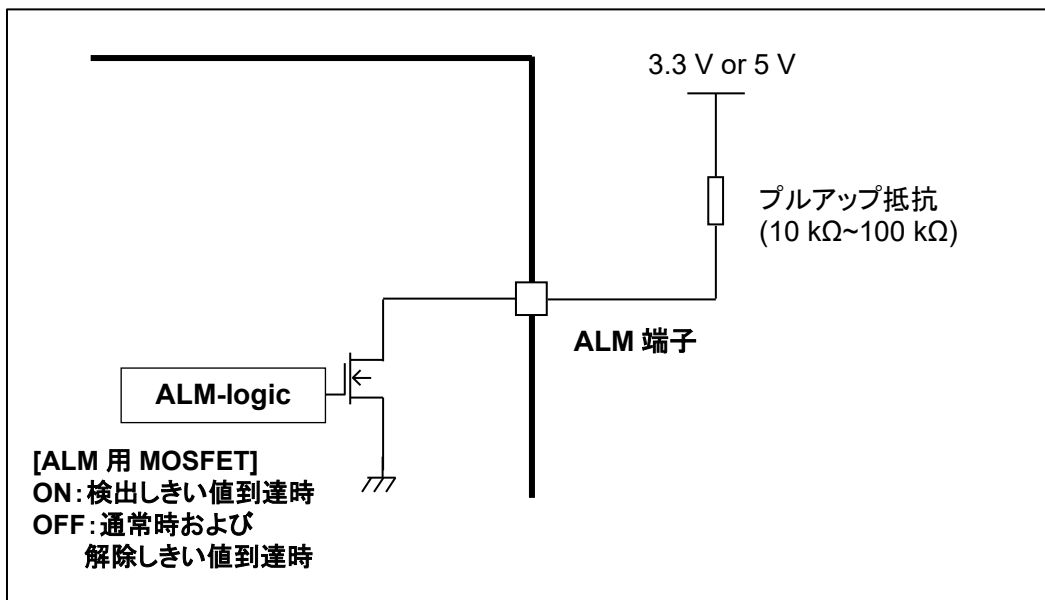 3.3 V or 5 V
プルアップ抵抗
(10 kΩ~100 kΩ)
ALM 端子
ALM-logic
[ALM 用 MOSFET]
ON：検出しきい値到達時
OFF：通常時および
解除しきい値到達時